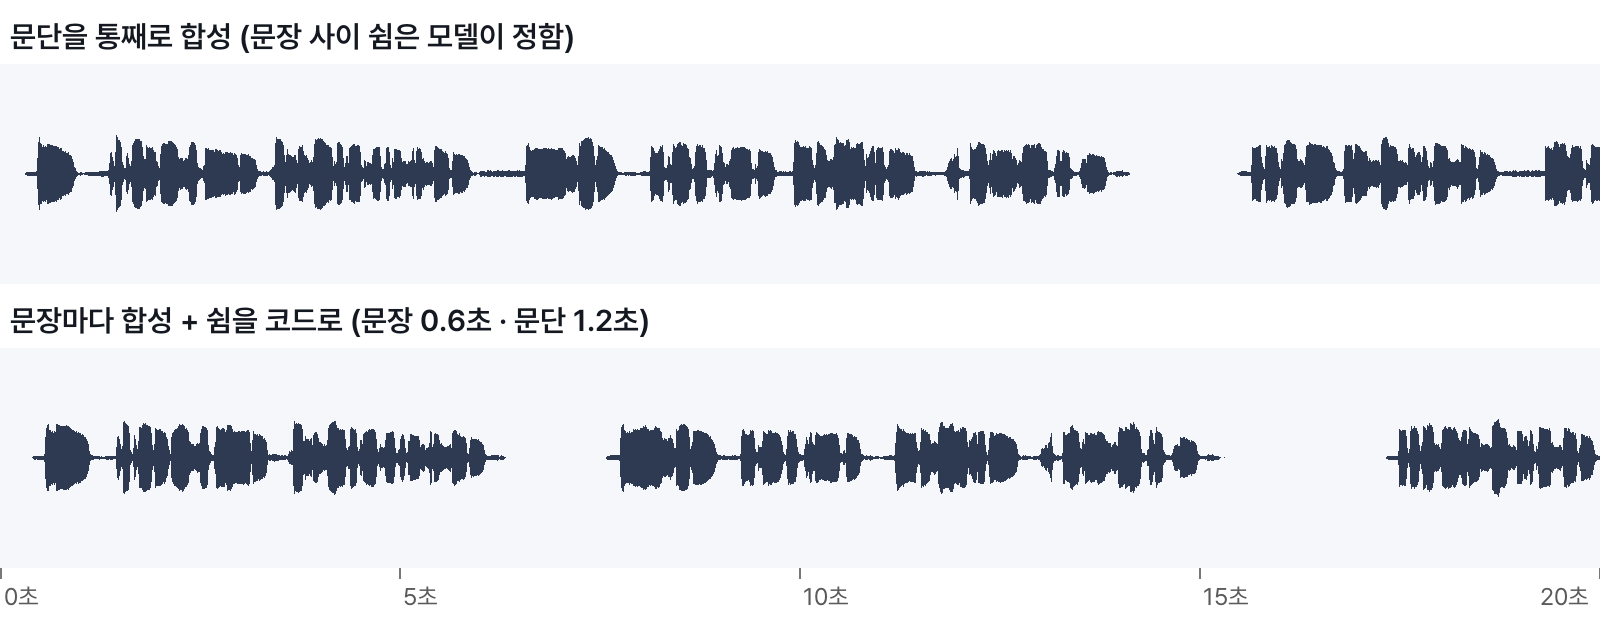 문단을 통째로 합성 (문장 사이 쉼은 모델이 정함)
문장마다 합성 + 쉼을 코드로 (문장 0.6초 · 문단 1.2초)
0초 5초 10초 15초 20초